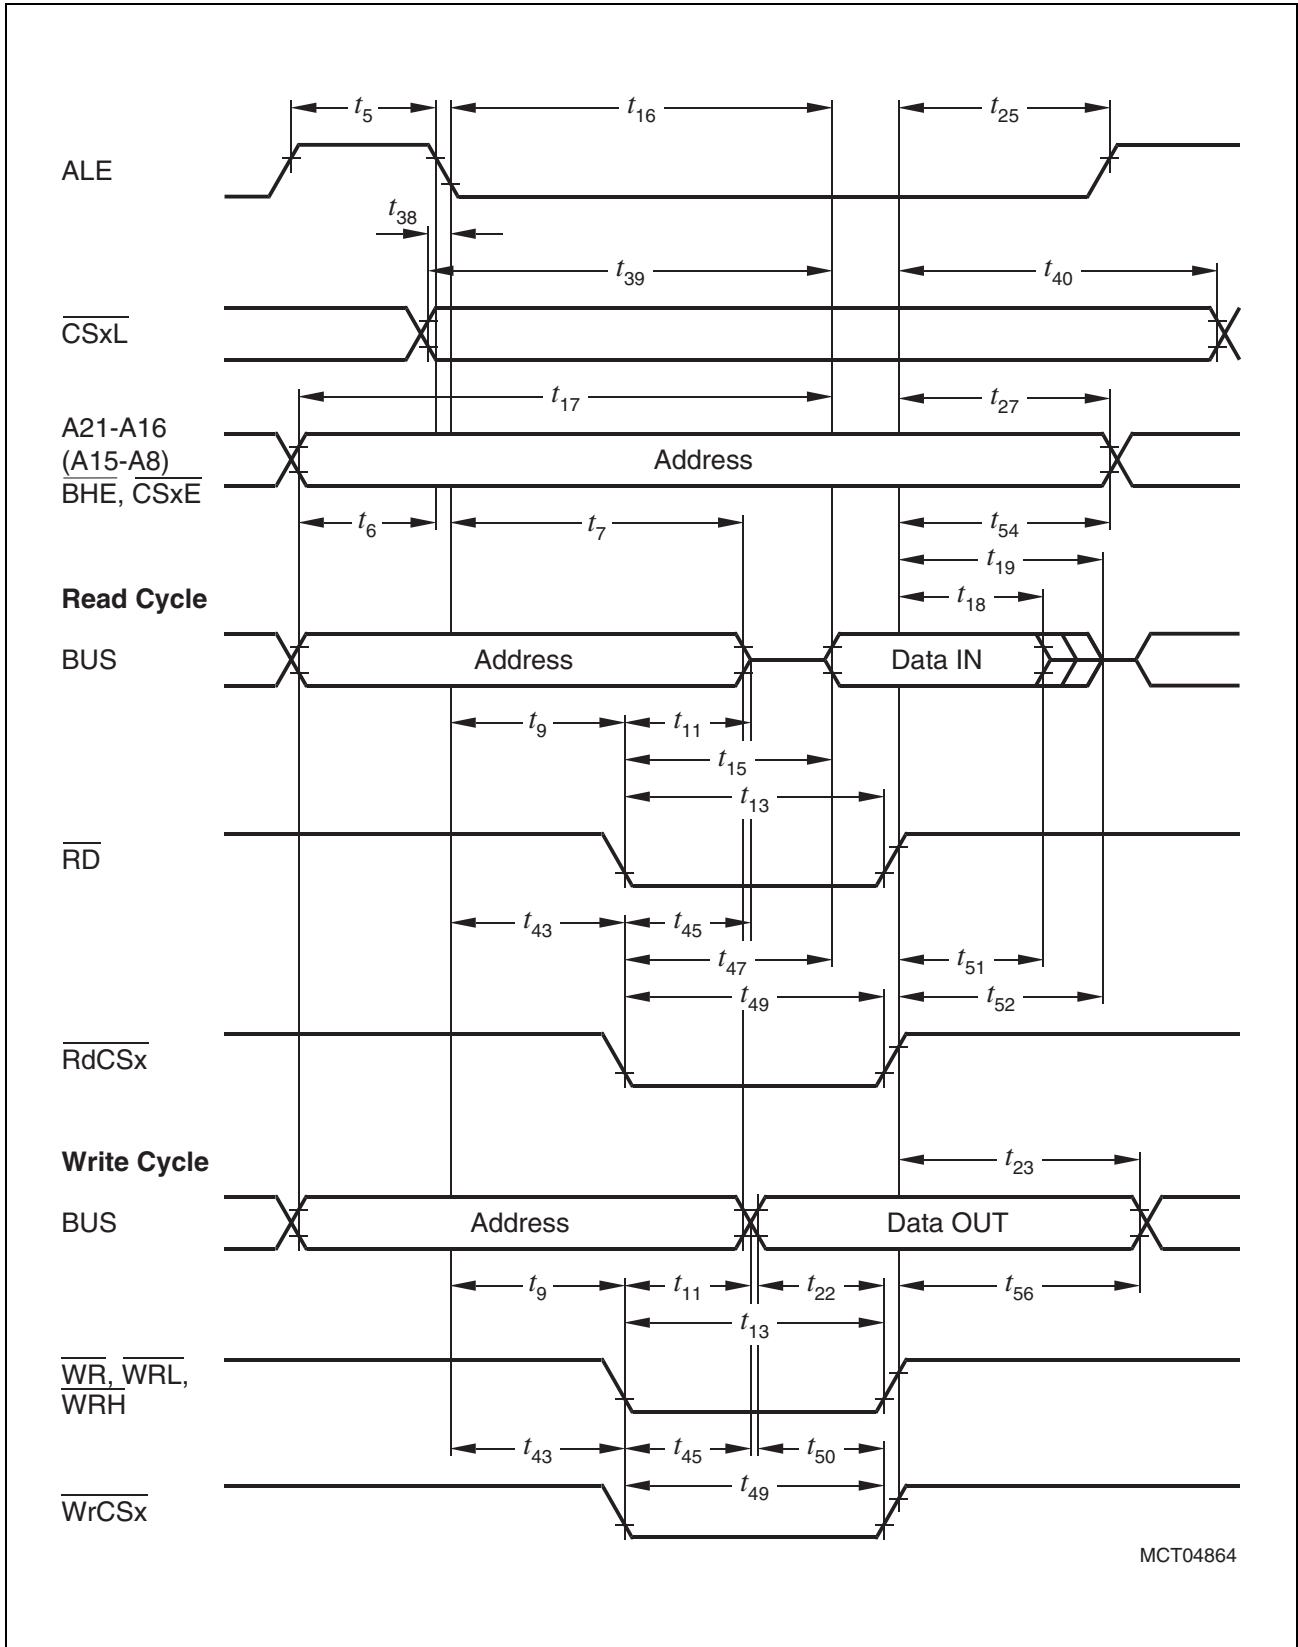 t5 t16 t25
ALE
t38
t39 t40
CSxL
t17 t27
A21-A16
(A15-A8)
BHE, CSxE
Address
t6 t7 t54
t19
Read Cycle
t18
BUS Address Data IN
t9 t11
t15
t13
RD
t43 t45
t47 t51
t49 t52
RdCSx
Write Cycle
t23
BUS Address Data OUT
t9 t11 t22 t56
t13
WR, WRL,
WRH
t43 t45 t50
t49
WrCSx
MCT04864